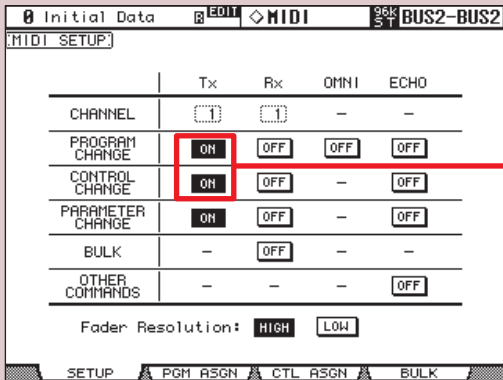 0 Initial Data R EDIT ◇MIDI 96K ST BUS2-BUS2
MIDI SETUP
Tx Rx OMNI ECHO
CHANNEL 1 1 – –
PROGRAM CHANGE ON OFF OFF OFF
CONTROL CHANGE ON OFF – OFF
PARAMETER CHANGE ON OFF – OFF
BULK – OFF – –
OTHER COMMANDS – – – OFF
Fader Resolution: HIGH LOW
SETUP PGM ASGN CTL ASGN BULK